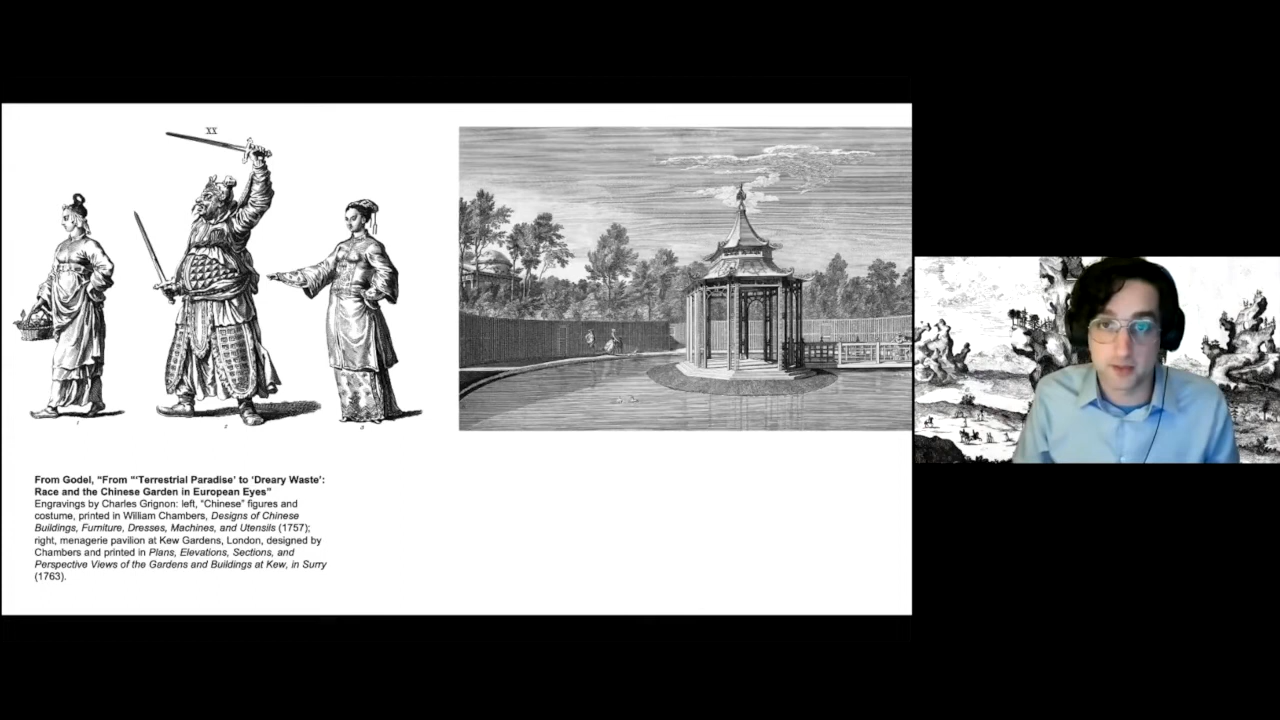 XX
1
2
3
From Godel, “From “‘Terrestrial Paradise’ to ‘Dreary Waste’:
Race and the Chinese Garden in European Eyes”
Engravings by Charles Grignon: left, “Chinese” figures and
costume, printed in William Chambers, Designs of Chinese
Buildings, Furniture, Dresses, Machines, and Utensils (1757);
right, menagerie pavilion at Kew Gardens, London, designed by
Chambers and printed in Plans, Elevations, Sections, and
Perspective Views of the Gardens and Buildings at Kew, in Surry
(1763).